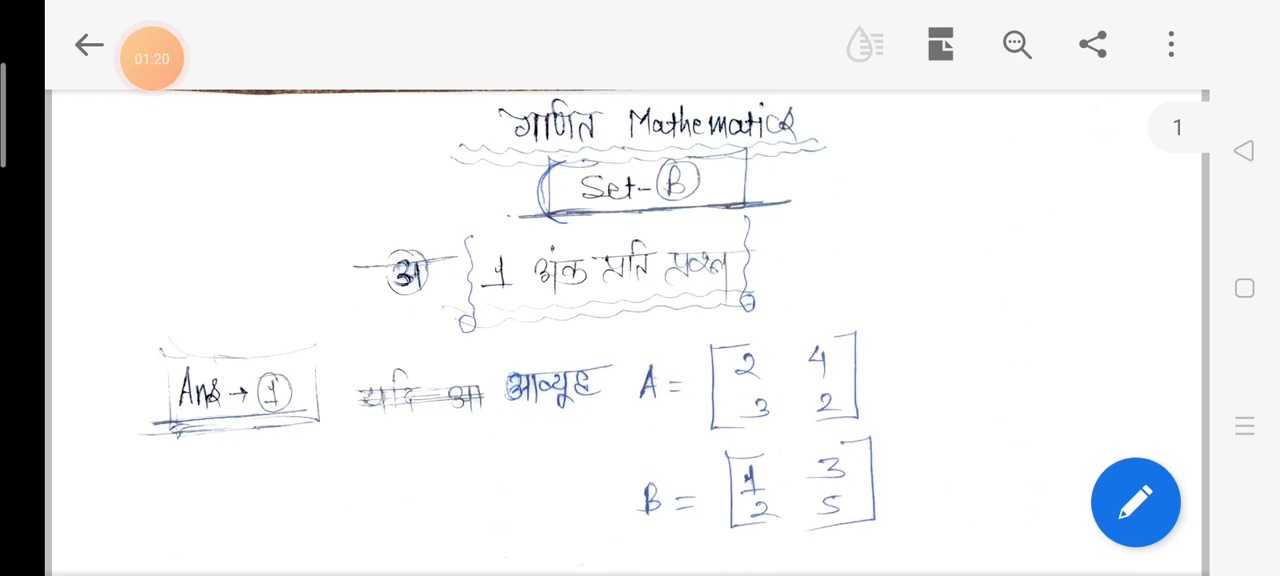 01:20
1
गणित Mathematics
Set-B
अ 1 अंक प्रति प्रश्न
Ans → 1 यदि आ आव्यूह A = [2 4
3 2]
B = [1 3
2 5]